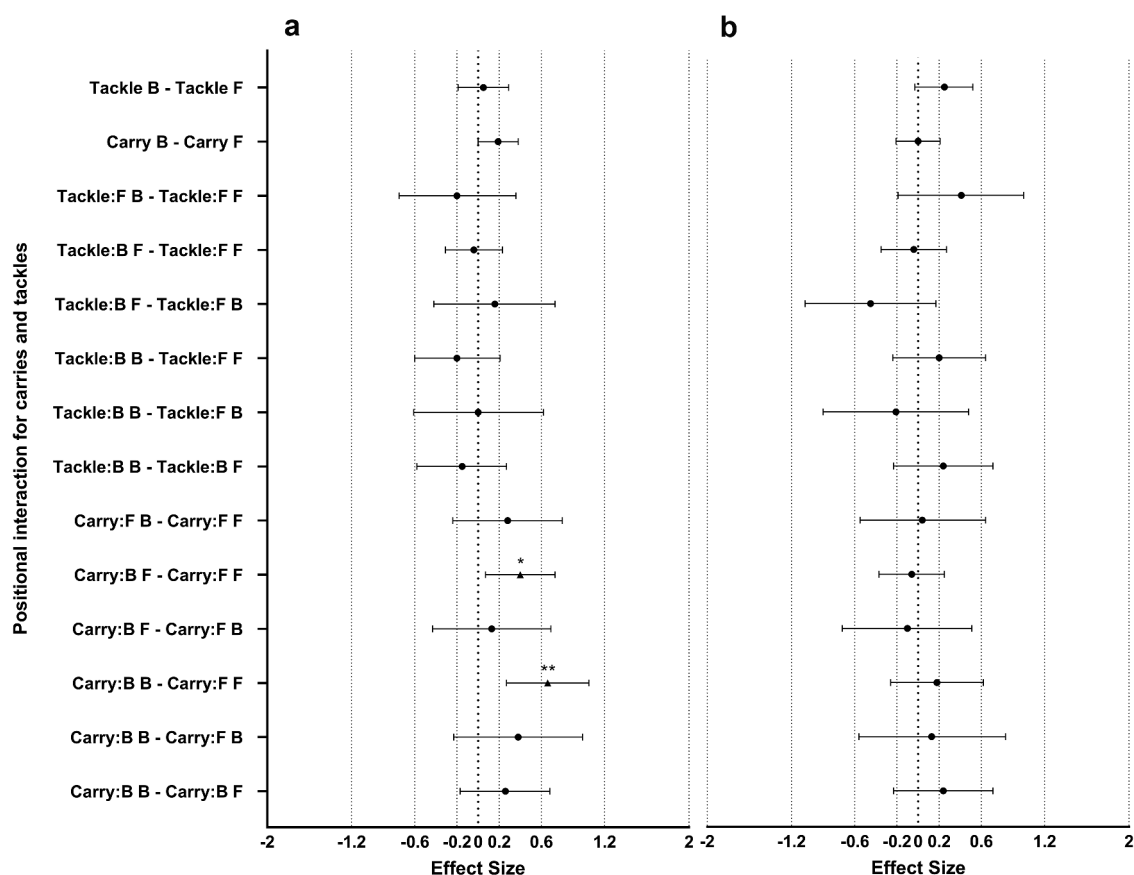 a b
Tackle B - Tackle F
Carry B - Carry F
Tackle:F B - Tackle:F F
Tackle:B F - Tackle:F F
Tackle:B F - Tackle:F B
Tackle:B B - Tackle:F F
Tackle:B B - Tackle:F B
Tackle:B B - Tackle:B F
Carry:F B - Carry:F F
Carry:B F - Carry:F F
*
Carry:B F - Carry:F B
Carry:B B - Carry:F F
**
Carry:B B - Carry:F B
Carry:B B - Carry:B F
Positional interaction for carries and tackles
-2 -1.2 -0.6 -0.2 0 0.2 0.6 1.2 2 -2 -1.2 -0.6 -0.2 0 0.2 0.6 1.2 2
Effect Size Effect Size